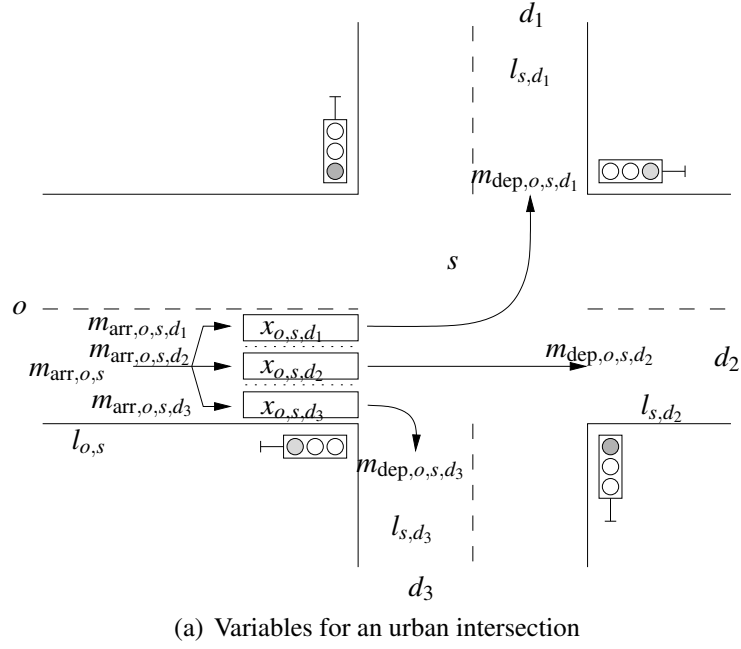 d₁
l_{s,d₁}
m_{dep,o,s,d₁}
s
o
m_{arr,o,s,d₁}
x_{o,s,d₁}
m_{arr,o,s,d₂}
x_{o,s,d₂}
m_{dep,o,s,d₂}
d₂
m_{arr,o,s}
m_{arr,o,s,d₃}
x_{o,s,d₃}
l_{s,d₂}
l_{o,s}
m_{dep,o,s,d₃}
l_{s,d₃}
d₃
(a) Variables for an urban intersection